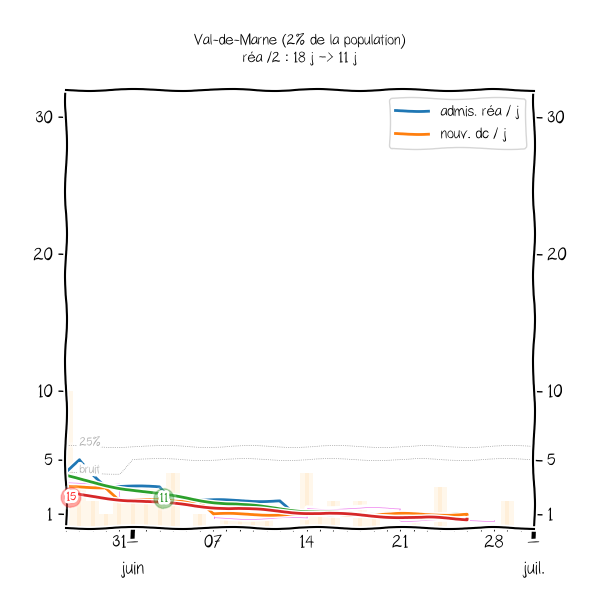 Val-de-Marne (2% de la population)
réa /2 : 18 j -> 11 j
admis. réa / j
nouv. dc / j
30
30
20
20
10
10
5
5
1
1
25%
bruit
15
11
31
07
14
21
28
juin
juil.